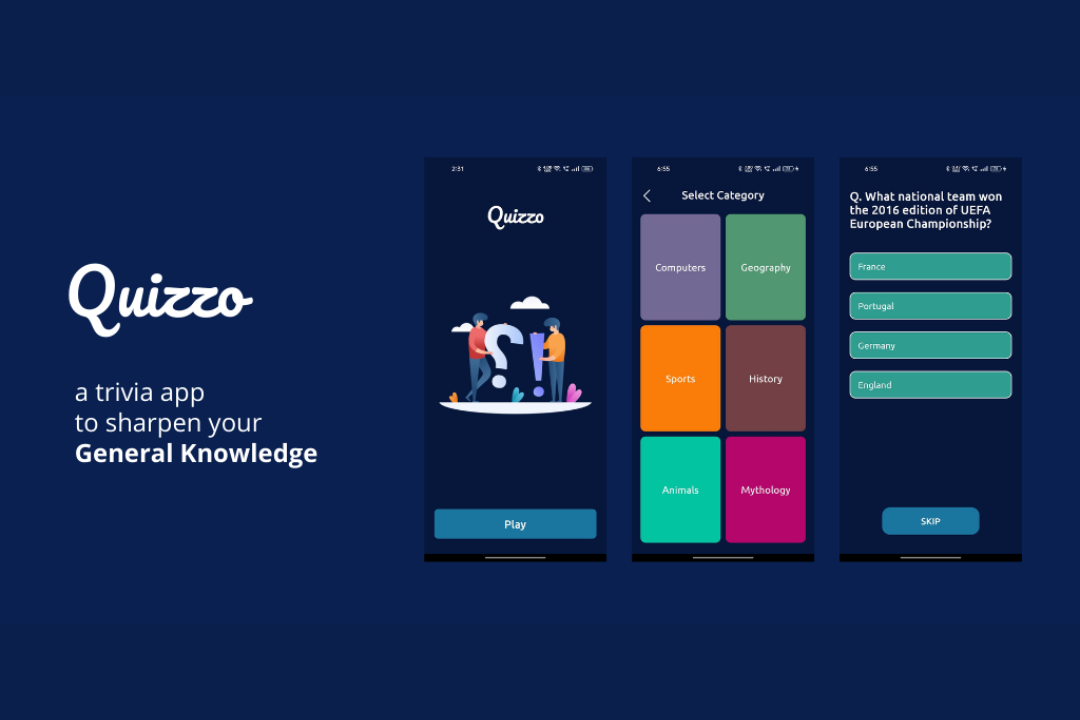 Quizzo
a trivia app
to sharpen your
General Knowledge
2:31
Quizzo
Play
6:55
Select Category
Computers
Geography
Sports
History
Animals
Mythology
6:55
Q. What national team won
the 2016 edition of UEFA
European Championship?
France
Portugal
Germany
England
SKIP